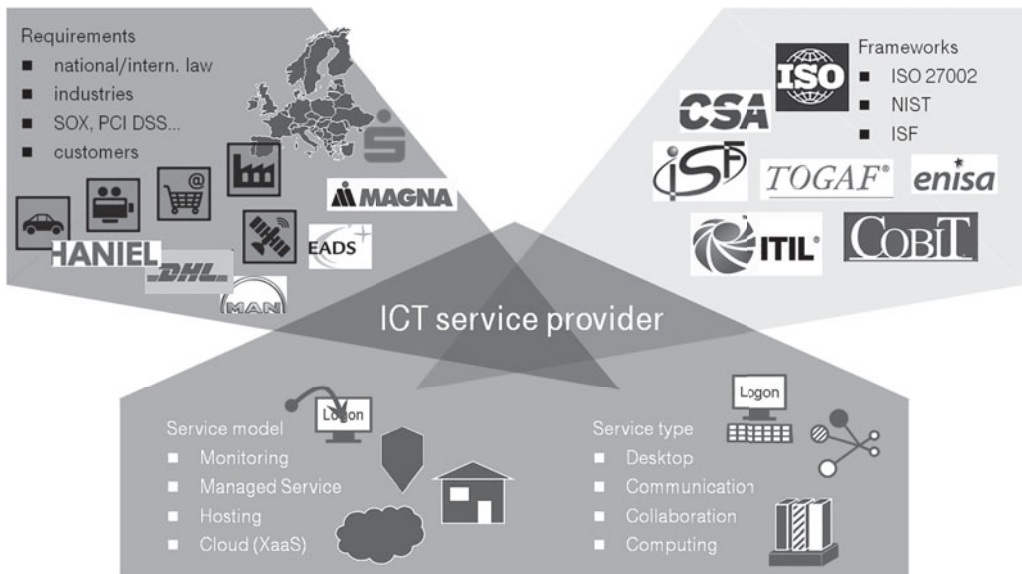 Requirements
■ national/intern. law
■ industries
■ SOX, PCI DSS...
■ customers
@
S
MAGNA
HANIEL
DHL
EADS
MAN
Frameworks
■ ISO 27002
■ NIST
■ ISF
ISO
CSA
iSF
TOGAF®
enisa
ITIL®
COBIT
ICT service provider
Service model
■ Monitoring
■ Managed Service
■ Hosting
■ Cloud (XaaS)
Logon
Service type
■ Desktop
■ Communication
■ Collaboration
■ Computing
Logon